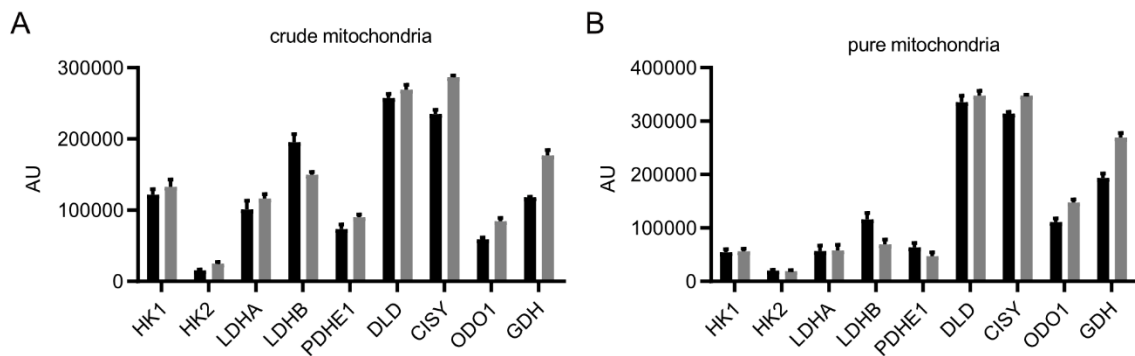 A
crude mitochondria
300000
200000
100000
0
AU
HK1
HK2
LDHA
LDHB
PDHE1
DLD
CISY
ODO1
GDH
B
pure mitochondria
400000
300000
200000
100000
0
AU
HK1
HK2
LDHA
LDHB
PDHE1
DLD
CISY
ODO1
GDH